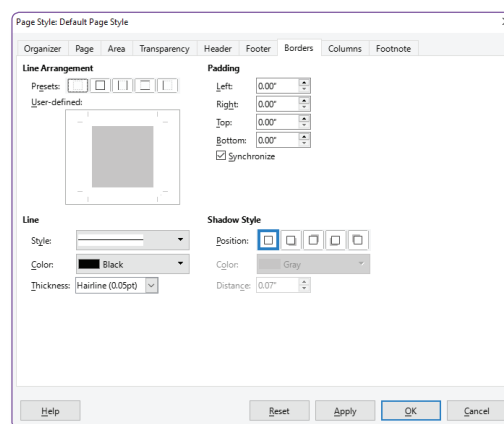 Page Style: Default Page Style
Organizer Page Area Transparency Header Footer Borders Columns Footnote
Line Arrangement
Presets:
User-defined:
Padding
Left: 0.00"
Right: 0.00"
Top: 0.00"
Bottom: 0.00"
Synchronize
Line
Style:
Color: Black
Thickness: Hairline (0.05pt)
Shadow Style
Position:
Color: Gray
Distance: 0.07"
Help Reset Apply OK Cancel